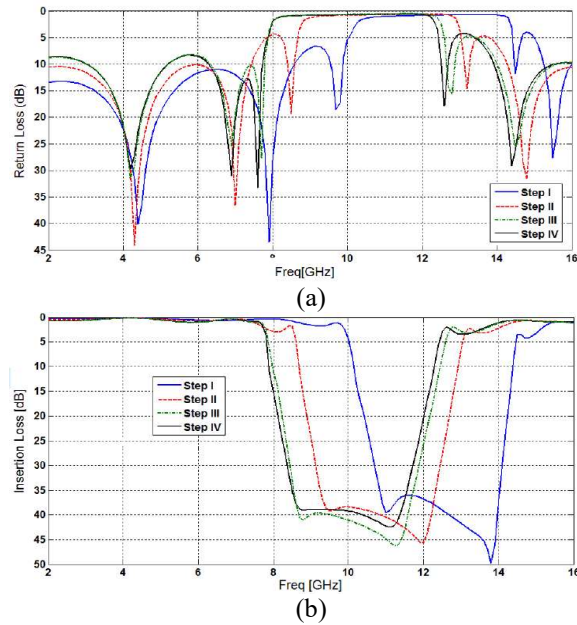 0
5
10
15
20
25
30
35
40
45
Return Loss (dB)
2 4 6 8 10 12 14 16
Freq[GHz]
Step I
Step II
Step III
Step IV
(a)
0
5
10
15
20
25
30
35
40
45
50
Insertion Loss [dB]
Step I
Step II
Step III
Step IV
2 4 6 8 10 12 14 16
Freq [GHz]
(b)